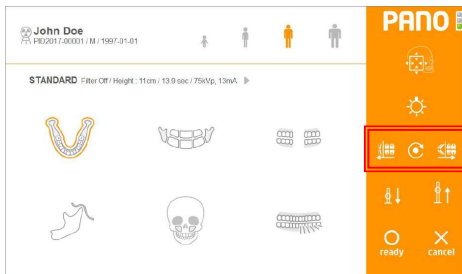 John Doe
PID2017-00001 / M / 1997-01-01
PANO
STANDARD Filter Off / Height : 11cm / 13.9 sec / 75kVp, 13mA
ready
cancel